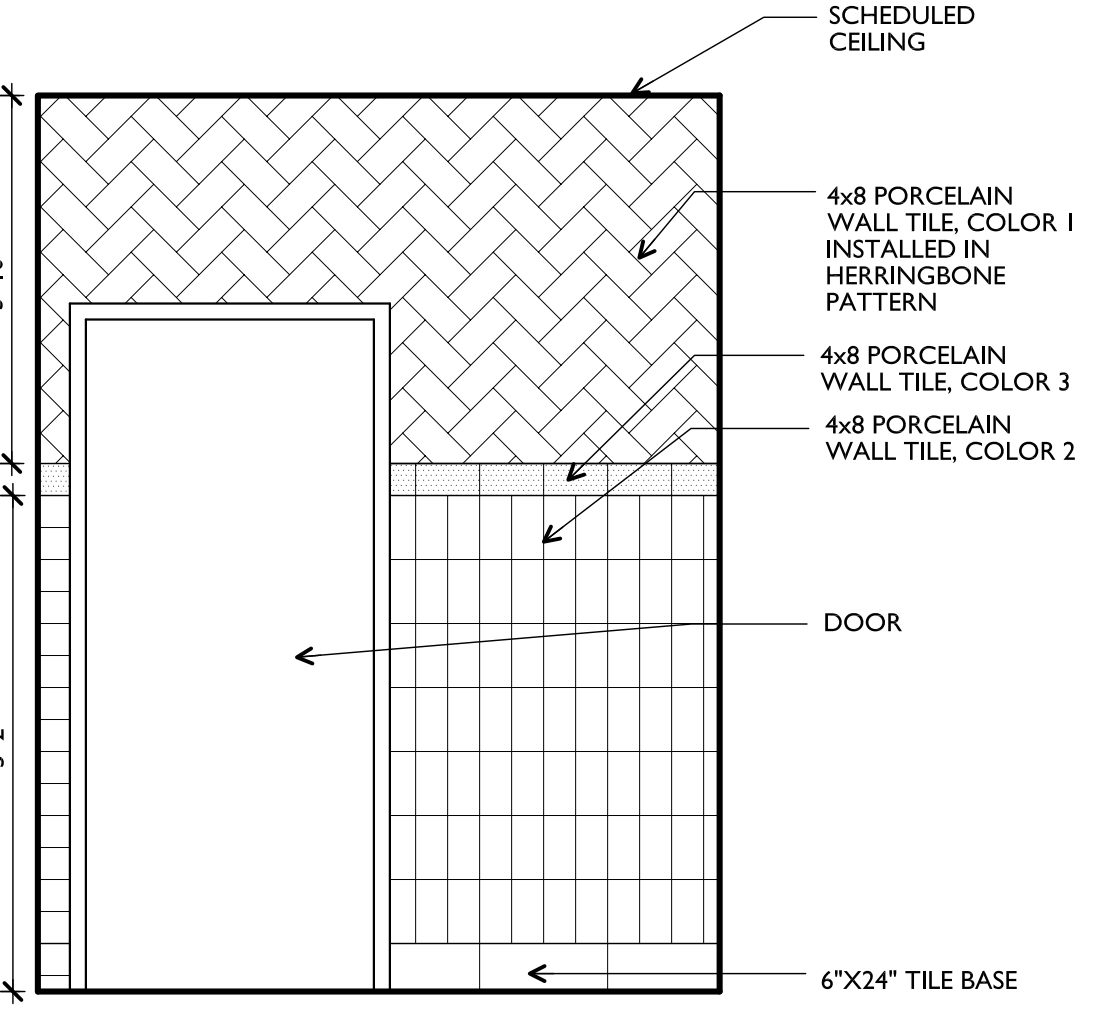 SCHEDULED
CEILING
4x8 PORCELAIN
WALL TILE, COLOR 1
INSTALLED IN
HERRINGBONE
PATTERN
4x8 PORCELAIN
WALL TILE, COLOR 3
4x8 PORCELAIN
WALL TILE, COLOR 2
DOOR
6"X24" TILE BASE